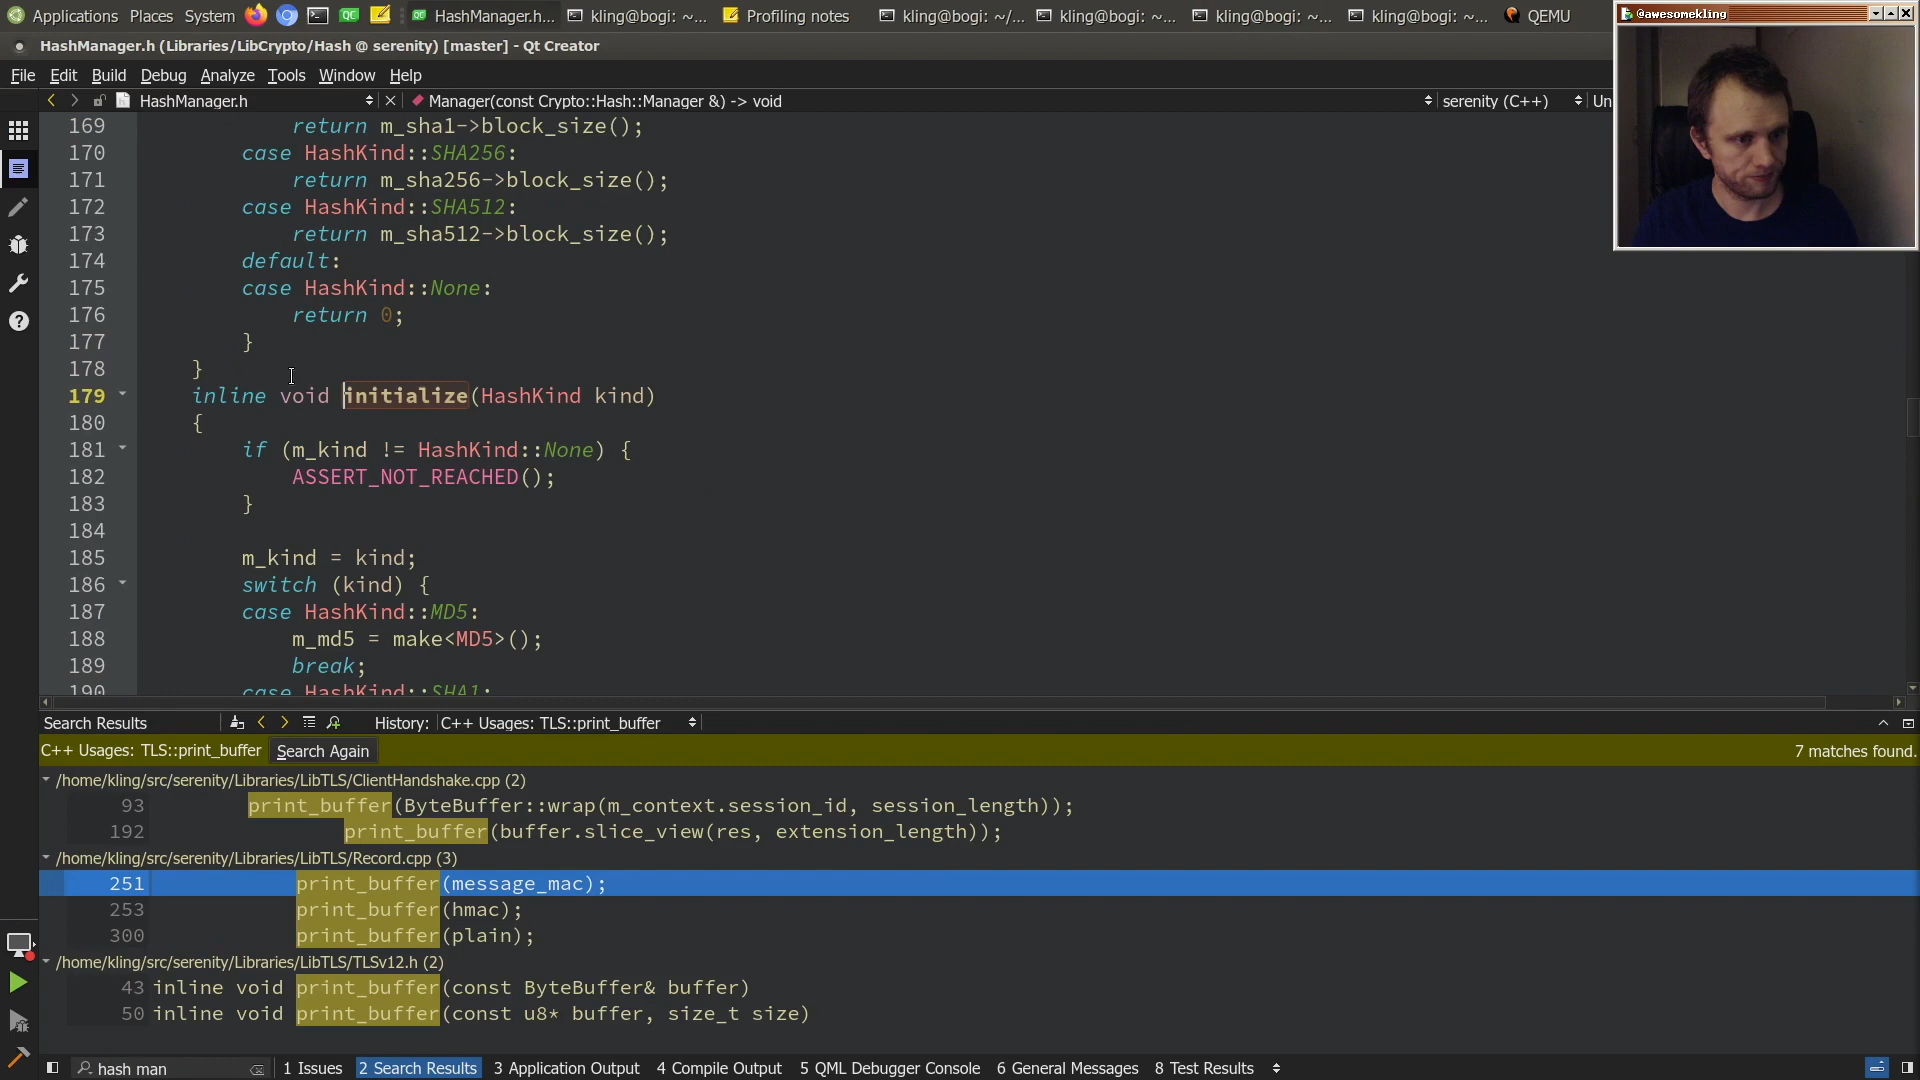 Applications Places System HashManager.h... kling@bogi: ~... Profiling notes kling@bogi: ~/... kling@bogi: ~... kling@bogi: ~... kling@bogi: ~... QEMU
@awesomekling
HashManager.h (Libraries/LibCrypto/Hash @ serenity) [master] - Qt Creator
File Edit Build Debug Analyze Tools Window Help
HashManager.h Manager(const Crypto::Hash::Manager &) -> void serenity (C++) Un
169 return m_sha1->block_size();
170 case HashKind::SHA256:
171 return m_sha256->block_size();
172 case HashKind::SHA512:
173 return m_sha512->block_size();
174 default:
175 case HashKind::None:
176 return 0;
177 }
178 }
179 inline void initialize(HashKind kind)
180 {
181 if (m_kind != HashKind::None) {
182 ASSERT_NOT_REACHED();
183 }
184
185 m_kind = kind;
186 switch (kind) {
187 case HashKind::MD5:
188 m_md5 = make<MD5>();
189 break;
190 case HashKind::SHA1:
Search Results History: C++ Usages: TLS::print_buffer
C++ Usages: TLS::print_buffer Search Again 7 matches found.
/home/kling/src/serenity/Libraries/LibTLS/ClientHandshake.cpp (2)
93 print_buffer(ByteBuffer::wrap(m_context.session_id, session_length));
192 print_buffer(buffer.slice_view(res, extension_length));
/home/kling/src/serenity/Libraries/LibTLS/Record.cpp (3)
251 print_buffer(message_mac);
253 print_buffer(hmac);
300 print_buffer(plain);
/home/kling/src/serenity/Libraries/LibTLS/TLSv12.h (2)
43 inline void print_buffer(const ByteBuffer& buffer)
50 inline void print_buffer(const u8* buffer, size_t size)
hash man 1 Issues 2 Search Results 3 Application Output 4 Compile Output 5 QML Debugger Console 6 General Messages 8 Test Results